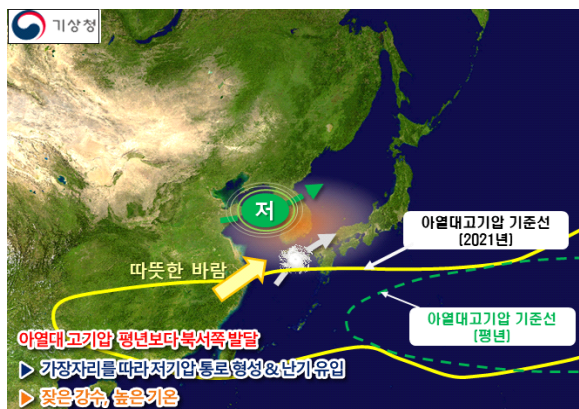 기상청
저
아열대고기압 기준선
(2021년)
따뜻한 바람
아열대고기압 기준선
(평년)
아열대 고기압 평년보다 북서쪽 발달
▶ 가장자리를 따라 저기압 통로 형성 & 난기 유입
▶ 잦은 강수, 높은 기온